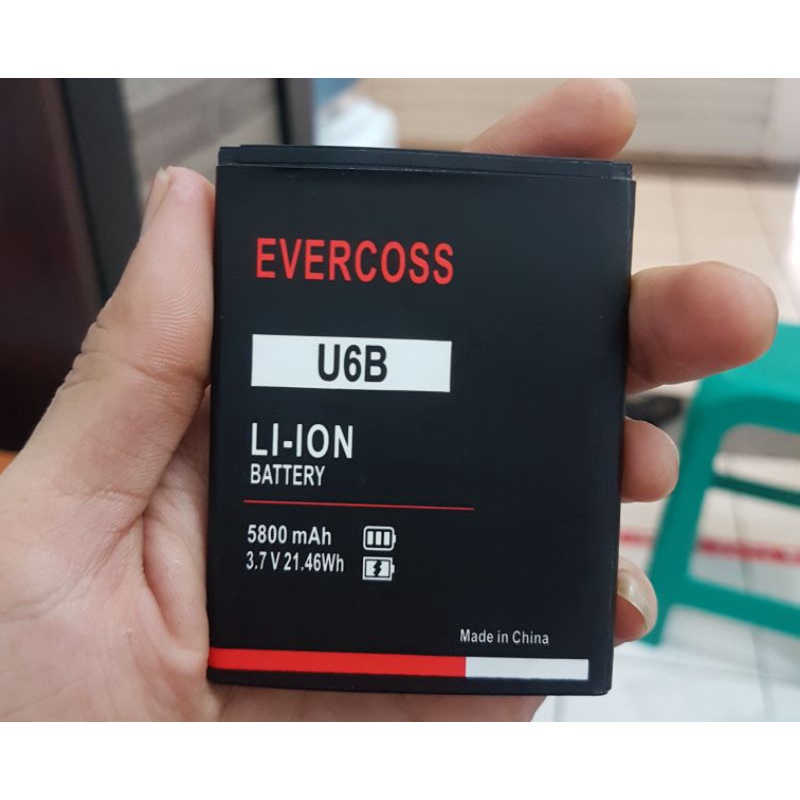 EVERCOSS
U6B
LI-ION
BATTERY
5800 mAh
3.7 V 21.46Wh
Made in China